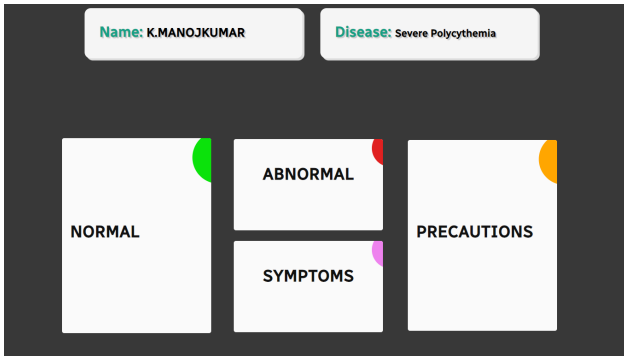 Name: K.MANOJKUMAR
Disease: Severe Polycythemia
NORMAL
ABNORMAL
SYMPTOMS
PRECAUTIONS